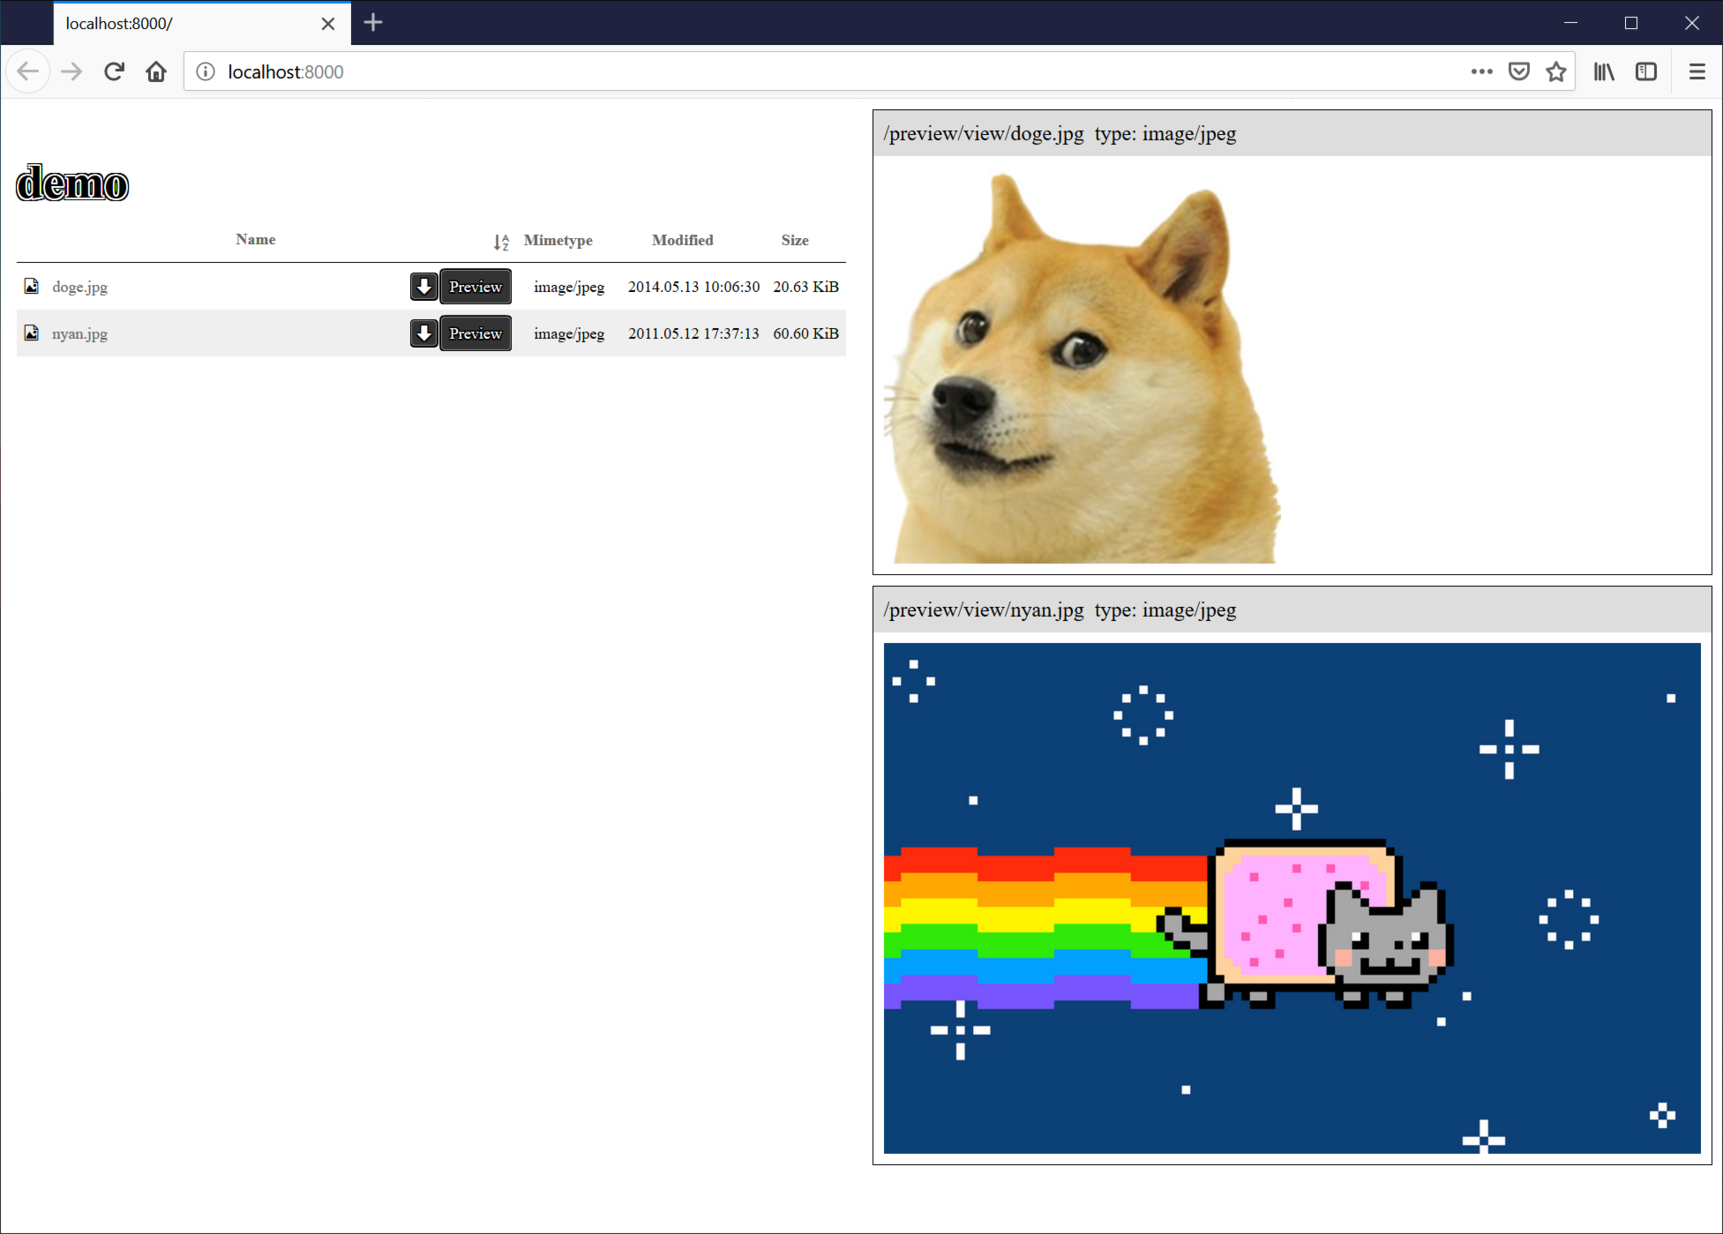 localhost:8000/
localhost:8000
demo
Name Mimetype Modified Size
doge.jpg Preview image/jpeg 2014.05.13 10:06:30 20.63 KiB
nyan.jpg Preview image/jpeg 2011.05.12 17:37:13 60.60 KiB
/preview/view/doge.jpg type: image/jpeg
/preview/view/nyan.jpg type: image/jpeg